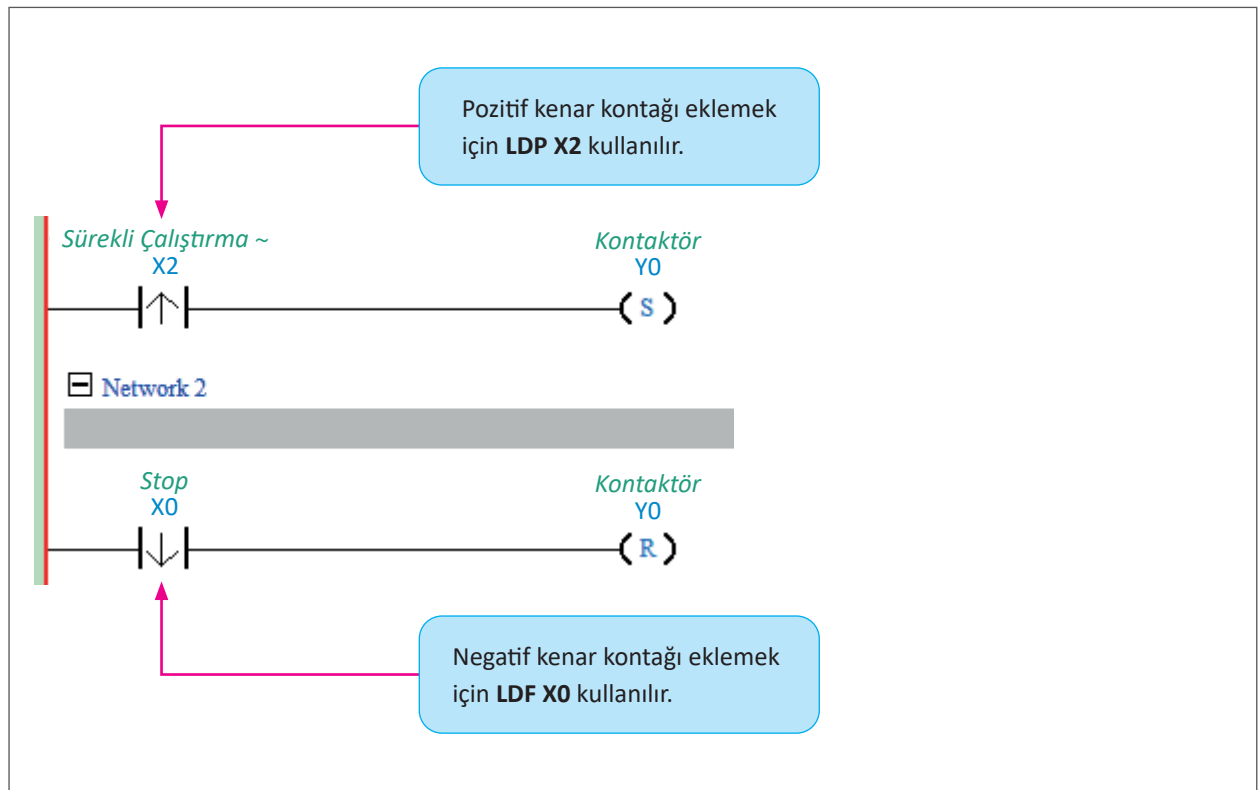 Pozitif kenar kontağı eklemek
için LDP X2 kullanılır.
Sürekli Çalıştırma ~
X2
Kontaktör
Y0
S
Network 2
Stop
X0
Kontaktör
Y0
R
Negatif kenar kontağı eklemek
için LDF X0 kullanılır.